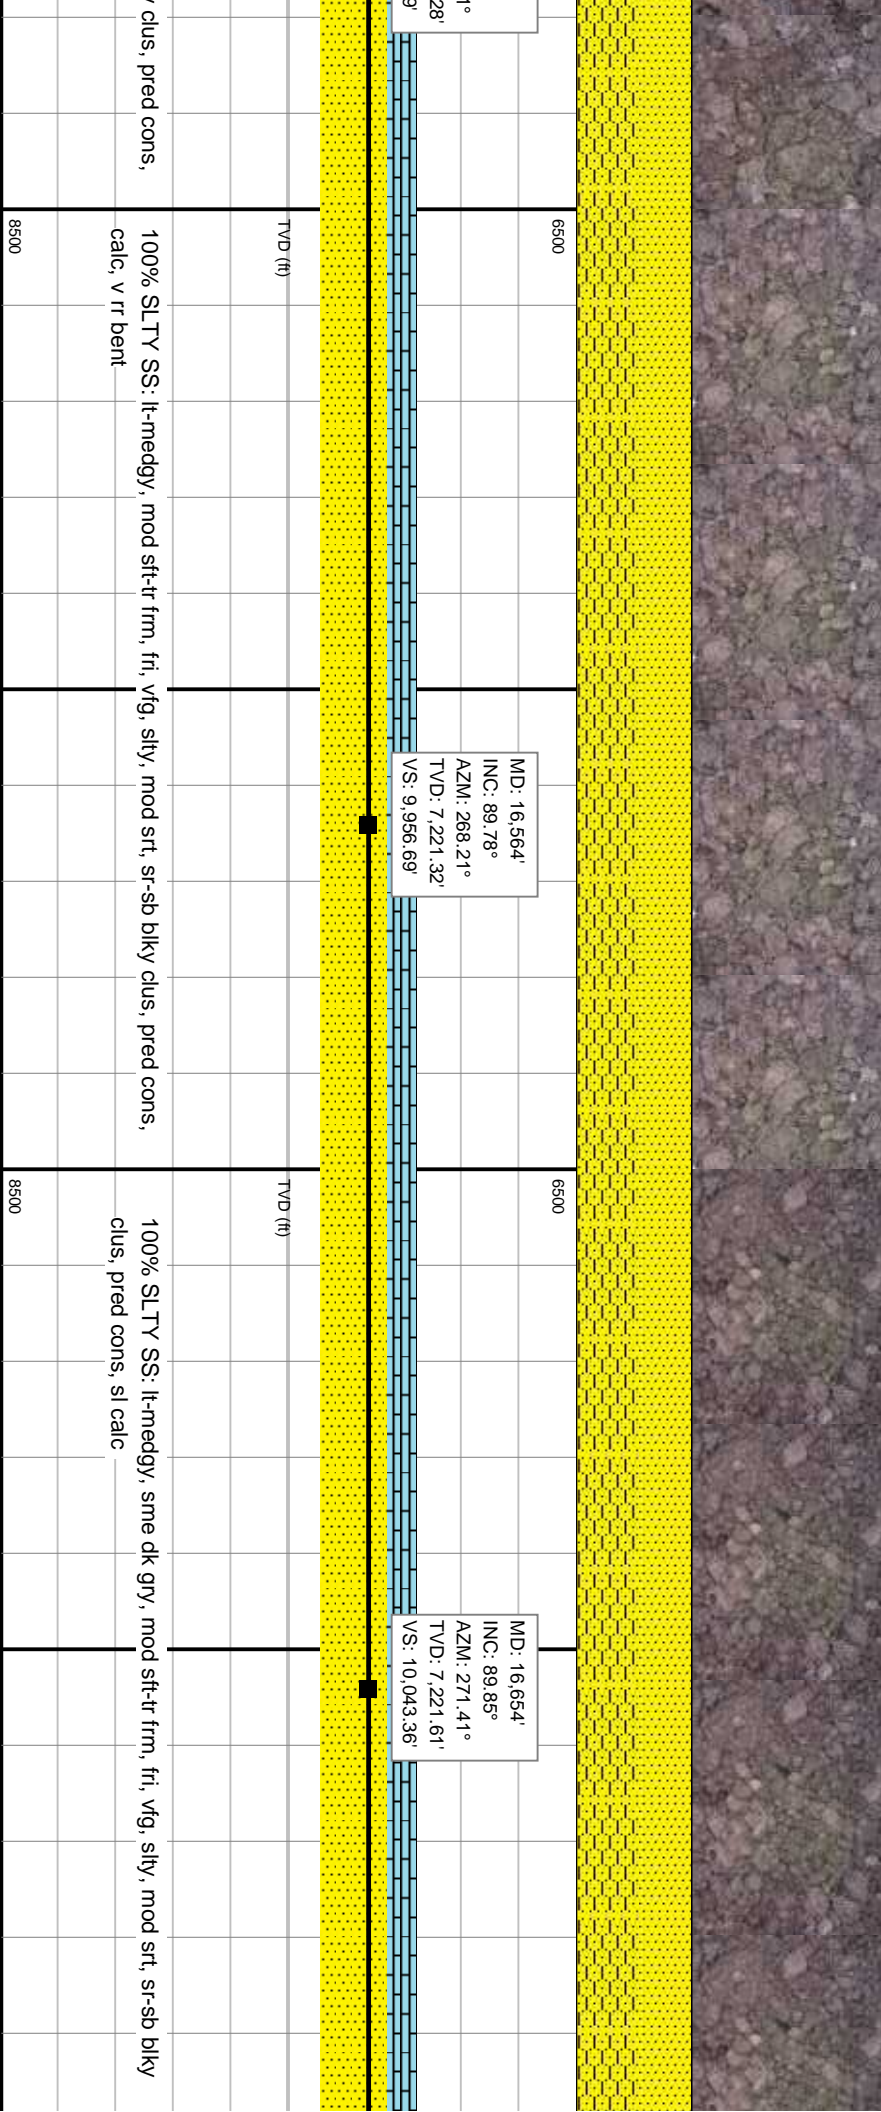 1°
28'
9'
clus, pred cons,
6500
TVD (ft)
8500
100% SLTY SS: lt-medgy, mod sft-tr frm, fri, vfg, slty, mod srt, sr-sb blky clus, pred cons,
calc, v rr bent
MD: 16,564'
INC: 89.78°
AZM: 268.21°
TVD: 7,221.32'
VS: 9,956.69'
6500
TVD (ft)
8500
100% SLTY SS: lt-medgy, sme dk gry, mod sft-tr frm, fri, vfg, slty, mod srt, sr-sb blky
clus, pred cons, sl calc
MD: 16,654'
INC: 89.85°
AZM: 271.41°
TVD: 7,221.61'
VS: 10,043.36'